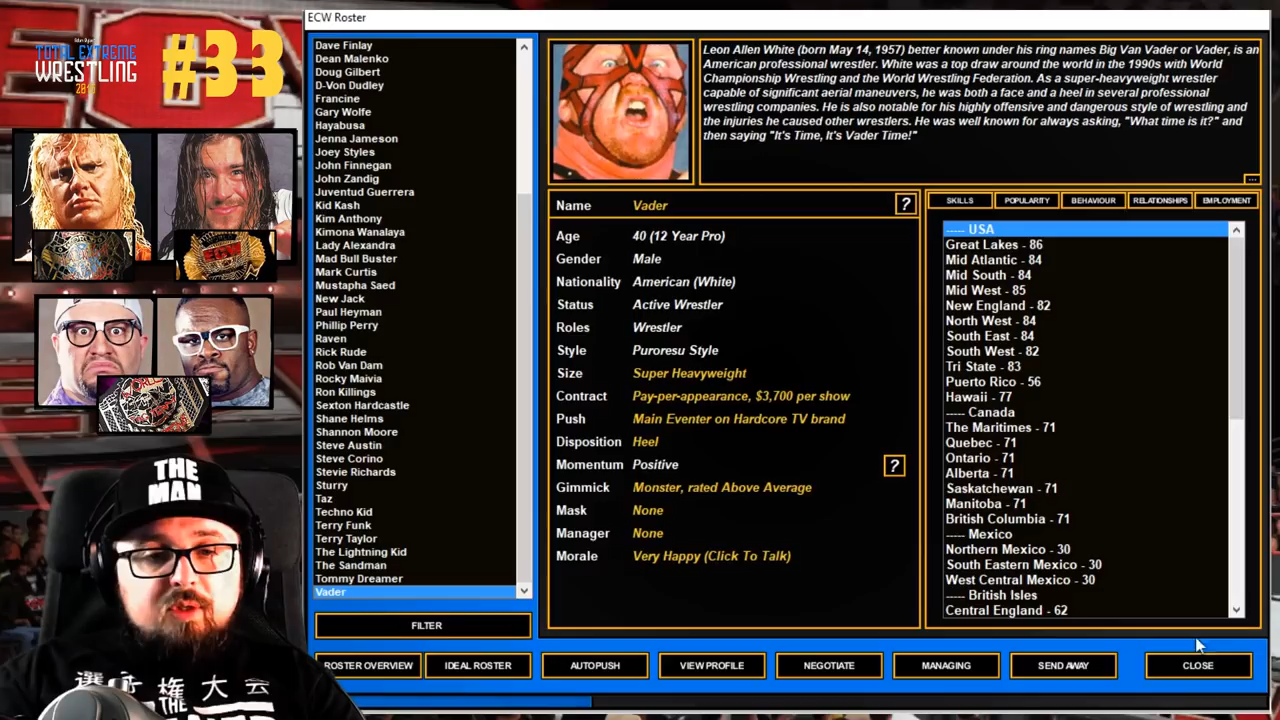 ECW Roster
TOTAL EXTREME
WRESTLING
#33
Dave Finlay
Dean Malenko
Doug Gilbert
D-Von Dudley
Francine
Gary Wolfe
Hayabusa
Jenna Jameson
Joey Styles
John Finnegan
John Zandig
Juventud Guerrera
Kid Kash
Kim Anthony
Kimona Wanalaya
Lady Alexandra
Mad Bull Buster
Mark Curtis
Mustapha Saed
New Jack
Paul Heyman
Phillip Perry
Raven
Rick Rude
Rob Van Dam
Rocky Maivia
Ron Killings
Sexton Hardcastle
Shane Helms
Shannon Moore
Steve Austin
Steve Corino
Stevie Richards
Sturry
Taz
Techno Kid
Terry Funk
Terry Taylor
The Lightning Kid
The Sandman
Tommy Dreamer
Vader
FILTER
Leon Allen White (born May 14, 1957) better known under his ring names Big Van Vader or Vader, is an
American professional wrestler. White was a top draw around the world in the 1990s with World
Championship Wrestling and the World Wrestling Federation. As a super-heavyweight wrestler
capable of significant aerial maneuvers, he was both a face and a heel in several professional
wrestling companies. He is also notable for his highly offensive and dangerous style of wrestling and
the injuries he caused other wrestlers. He was well known for always asking, "What time is it?" and
then saying "It's Time, It's Vader Time!"
...
Name Vader ?
Age 40 (12 Year Pro)
Gender Male
Nationality American (White)
Status Active Wrestler
Roles Wrestler
Style Puroresu Style
Size Super Heavyweight
Contract Pay-per-appearance, $3,700 per show
Push Main Eventer on Hardcore TV brand
Disposition Heel
Momentum Positive ?
Gimmick Monster, rated Above Average
Mask None
Manager None
Morale Very Happy (Click To Talk)
SKILLS POPULARITY BEHAVIOUR RELATIONSHIPS EMPLOYMENT
----- USA
Great Lakes - 86
Mid Atlantic - 84
Mid South - 84
Mid West - 85
New England - 82
North West - 84
South East - 84
South West - 82
Tri State - 83
Puerto Rico - 56
Hawaii - 77
----- Canada
The Maritimes - 71
Quebec - 71
Ontario - 71
Alberta - 71
Saskatchewan - 71
Manitoba - 71
British Columbia - 71
----- Mexico
Northern Mexico - 30
South Eastern Mexico - 30
West Central Mexico - 30
----- British Isles
Central England - 62
ROSTER OVERVIEW IDEAL ROSTER AUTOPUSH VIEW PROFILE NEGOTIATE MANAGING SEND AWAY CLOSE
THE
MAN
選手権大会
THE